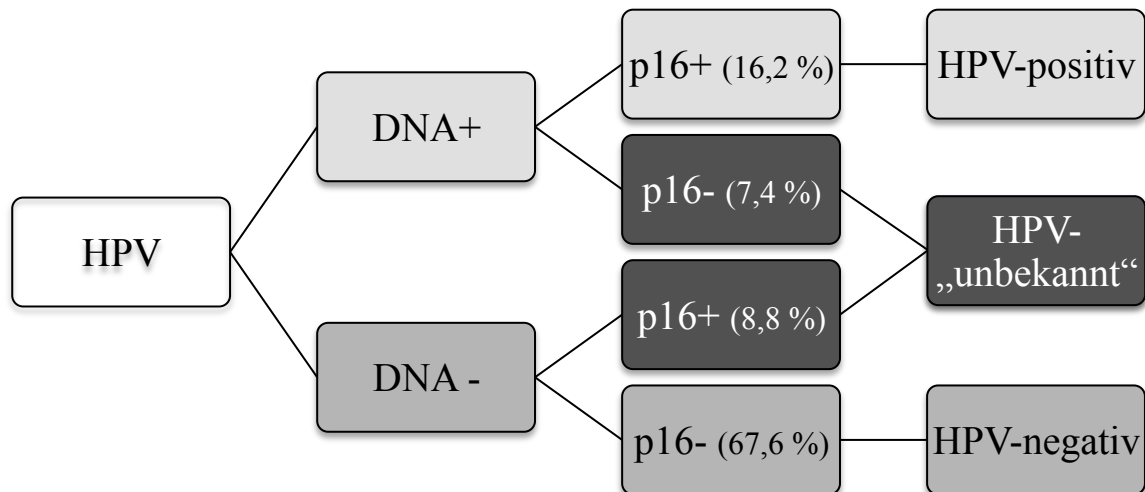 HPV
DNA+
DNA -
p16+ (16,2 %)
p16- (7,4 %)
p16+ (8,8 %)
p16- (67,6 %)
HPV-positiv
HPV-
„unbekannt“
HPV-negativ